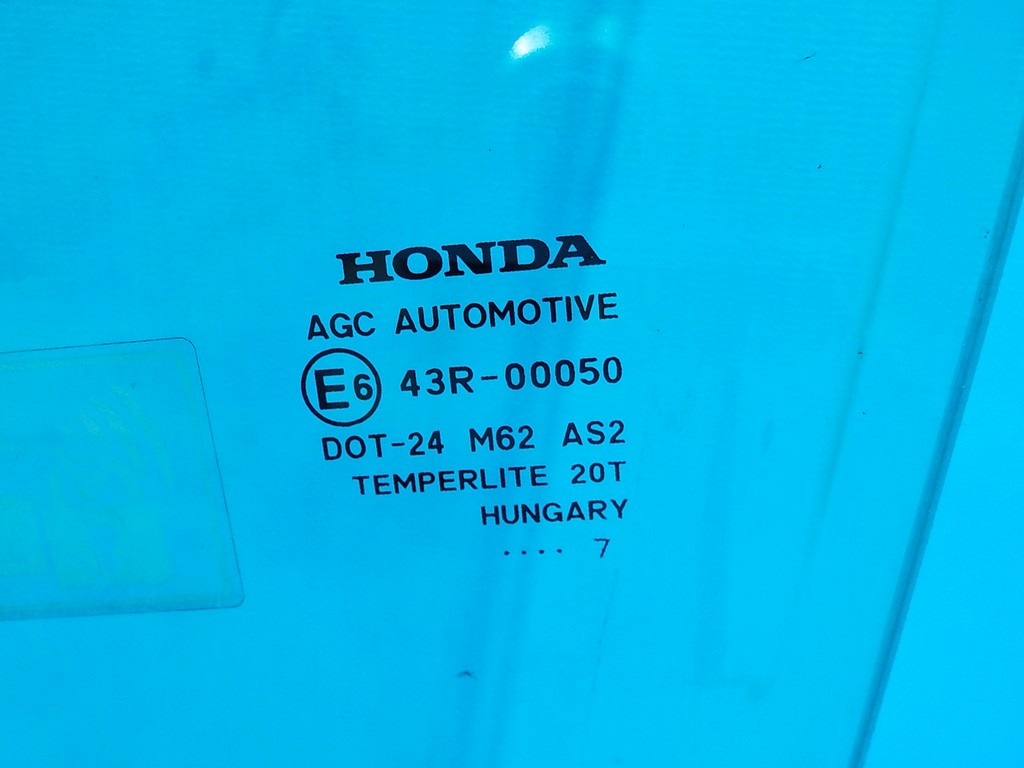 HONDA
AGC AUTOMOTIVE
E6 43R-00050
DOT-24 M62 AS2
TEMPERLITE 20T
HUNGARY
.... 7